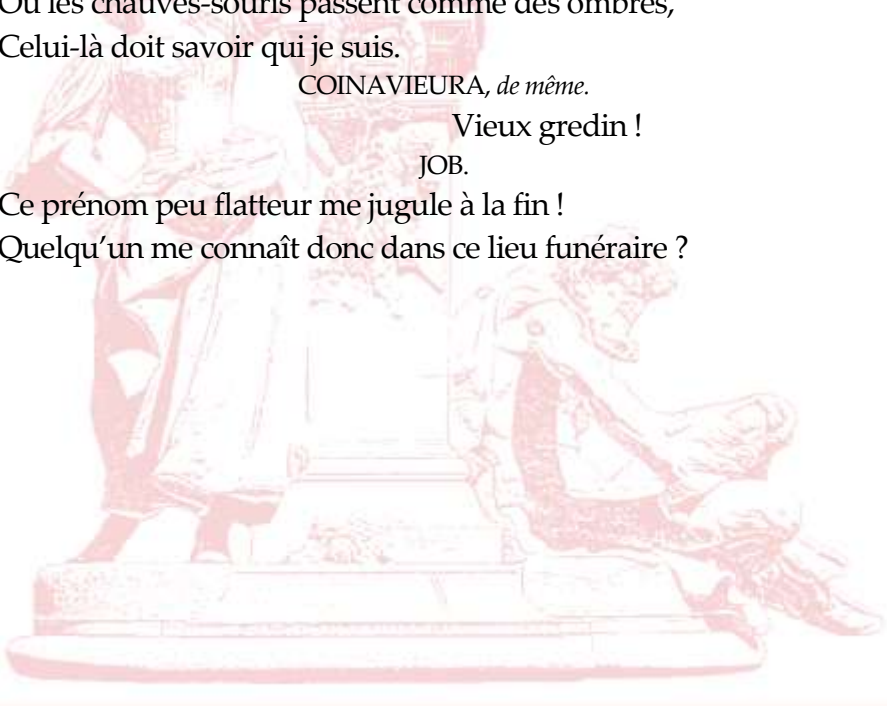 Où les chauves-souris passent comme des ombres,
Celui-là doit savoir qui je suis.
COINAVIEURA, de même.
Vieux gredin !
JOB.
Ce prénom peu flatteur me jugule à la fin !
Quelqu’un me connaît donc dans ce lieu funéraire ?